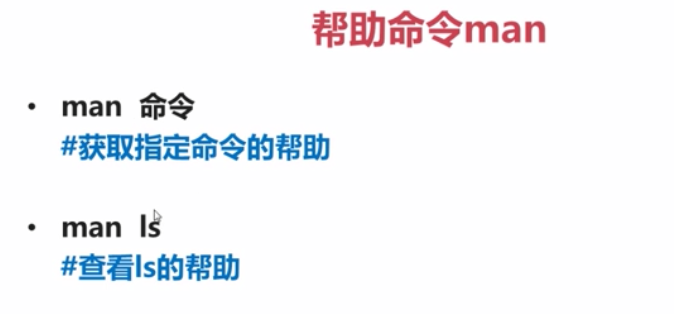 帮助命令man
• man 命令
#获取指定命令的帮助
• man ls
#查看ls的帮助